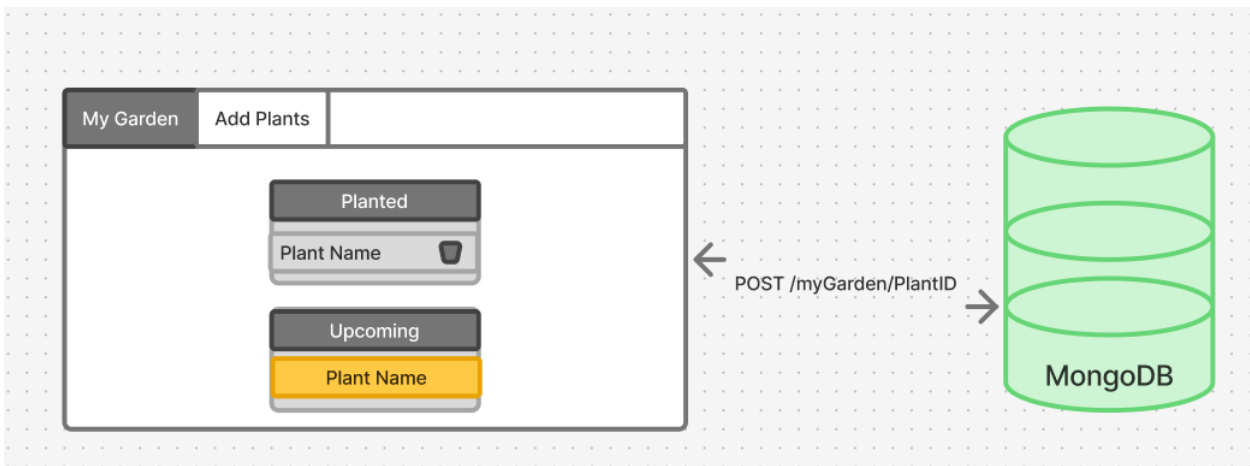 My Garden
Add Plants
Planted
Plant Name
Upcoming
Plant Name
POST /myGarden/PlantID
MongoDB